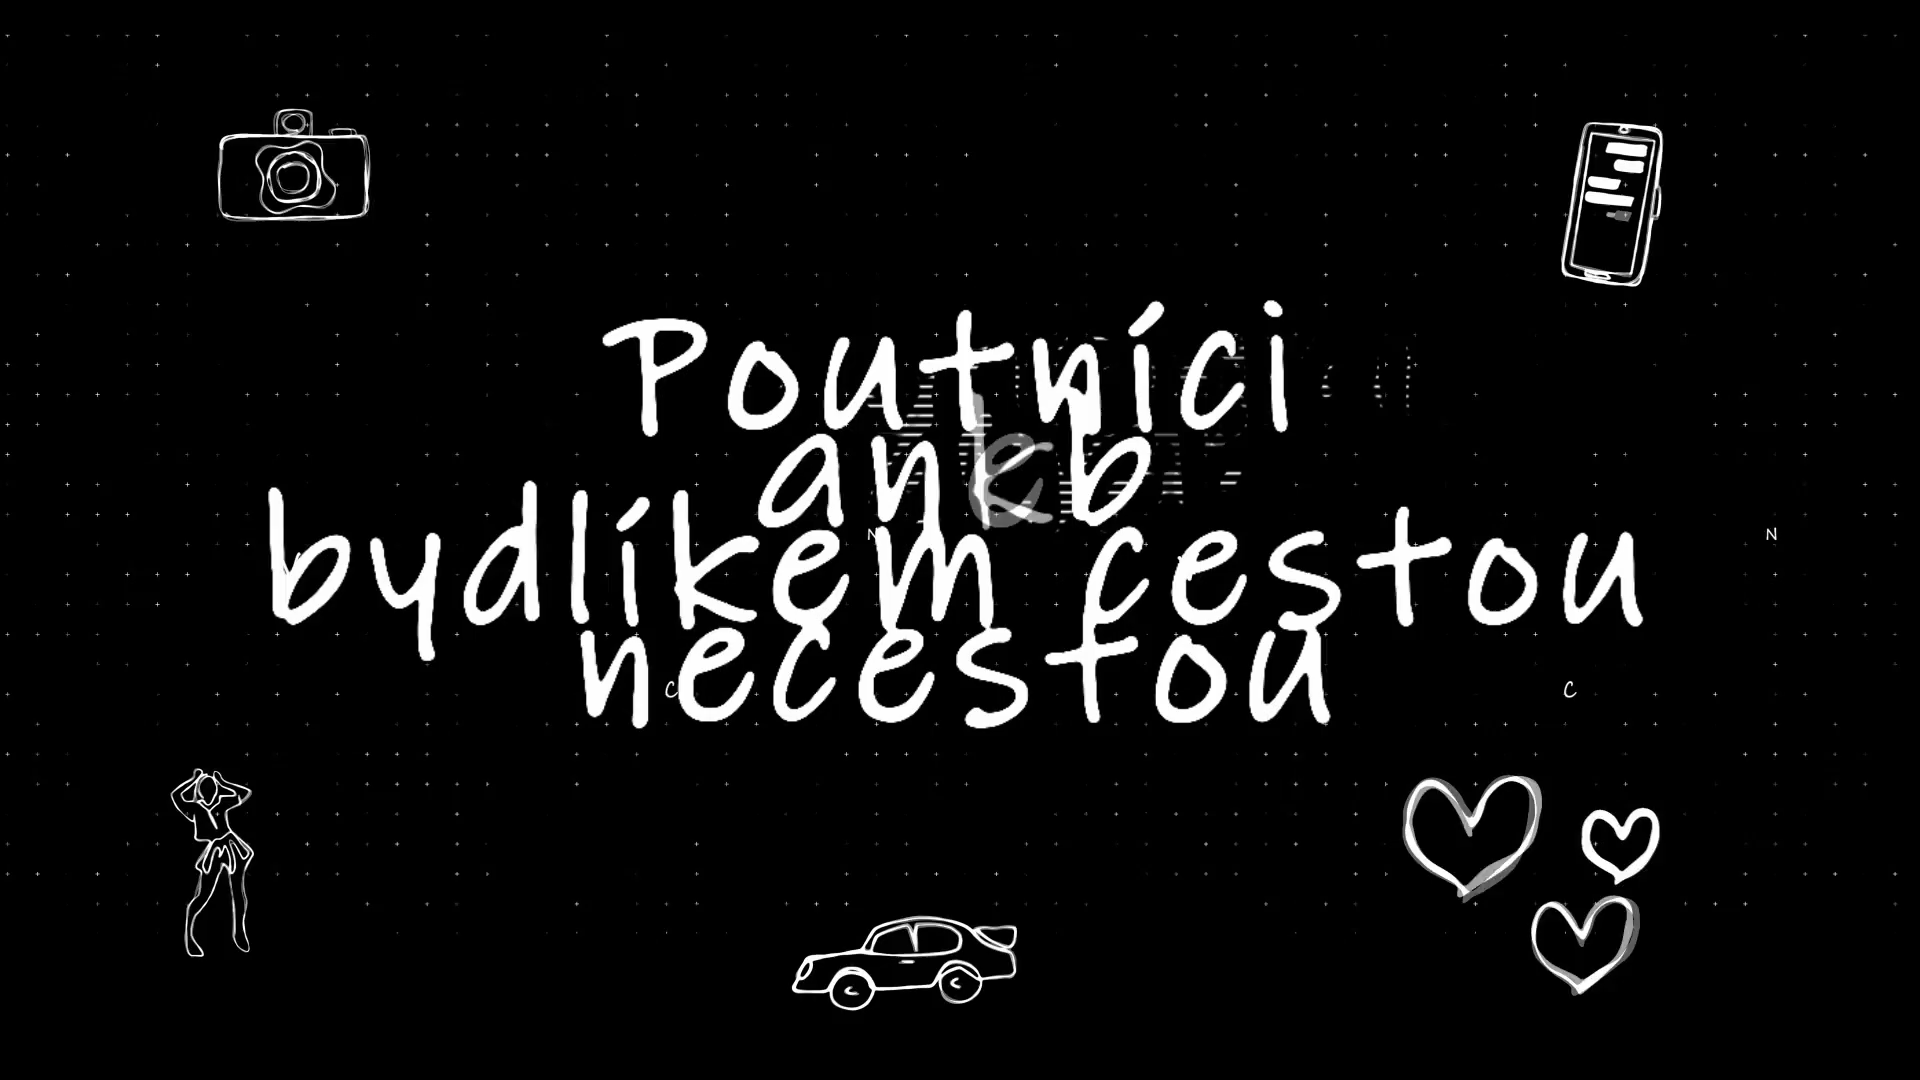 Poutníci
aneb
bydlíkem cestou
necestou
N
N
C
C